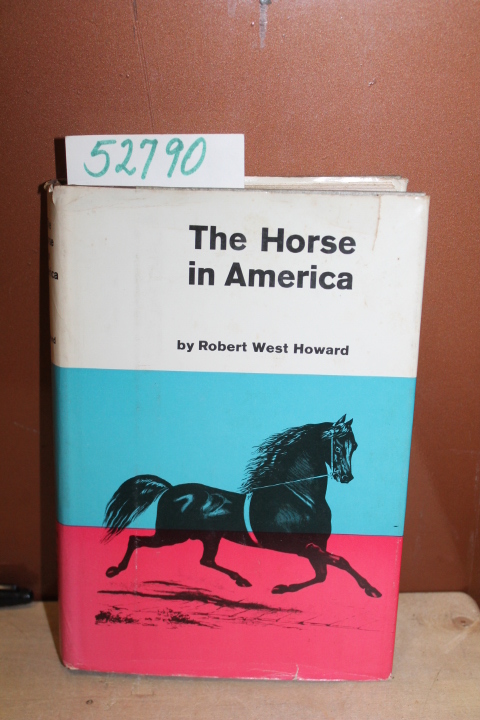 52790
The Horse
in America
by Robert West Howard